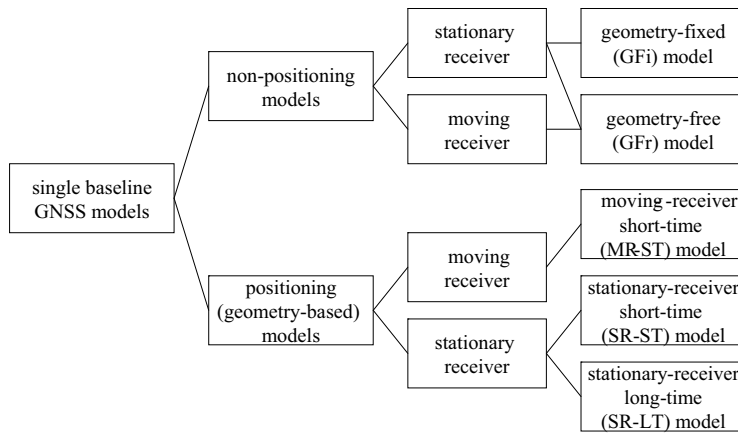 single baseline
GNSS models
non-positioning
models
positioning
(geometry-based)
models
stationary
receiver
moving
receiver
moving
receiver
stationary
receiver
geometry-fixed
(GFi) model
geometry-free
(GFr) model
moving-receiver
short-time
(MR-ST) model
stationary-receiver
short-time
(SR-ST) model
stationary-receiver
long-time
(SR-LT) model